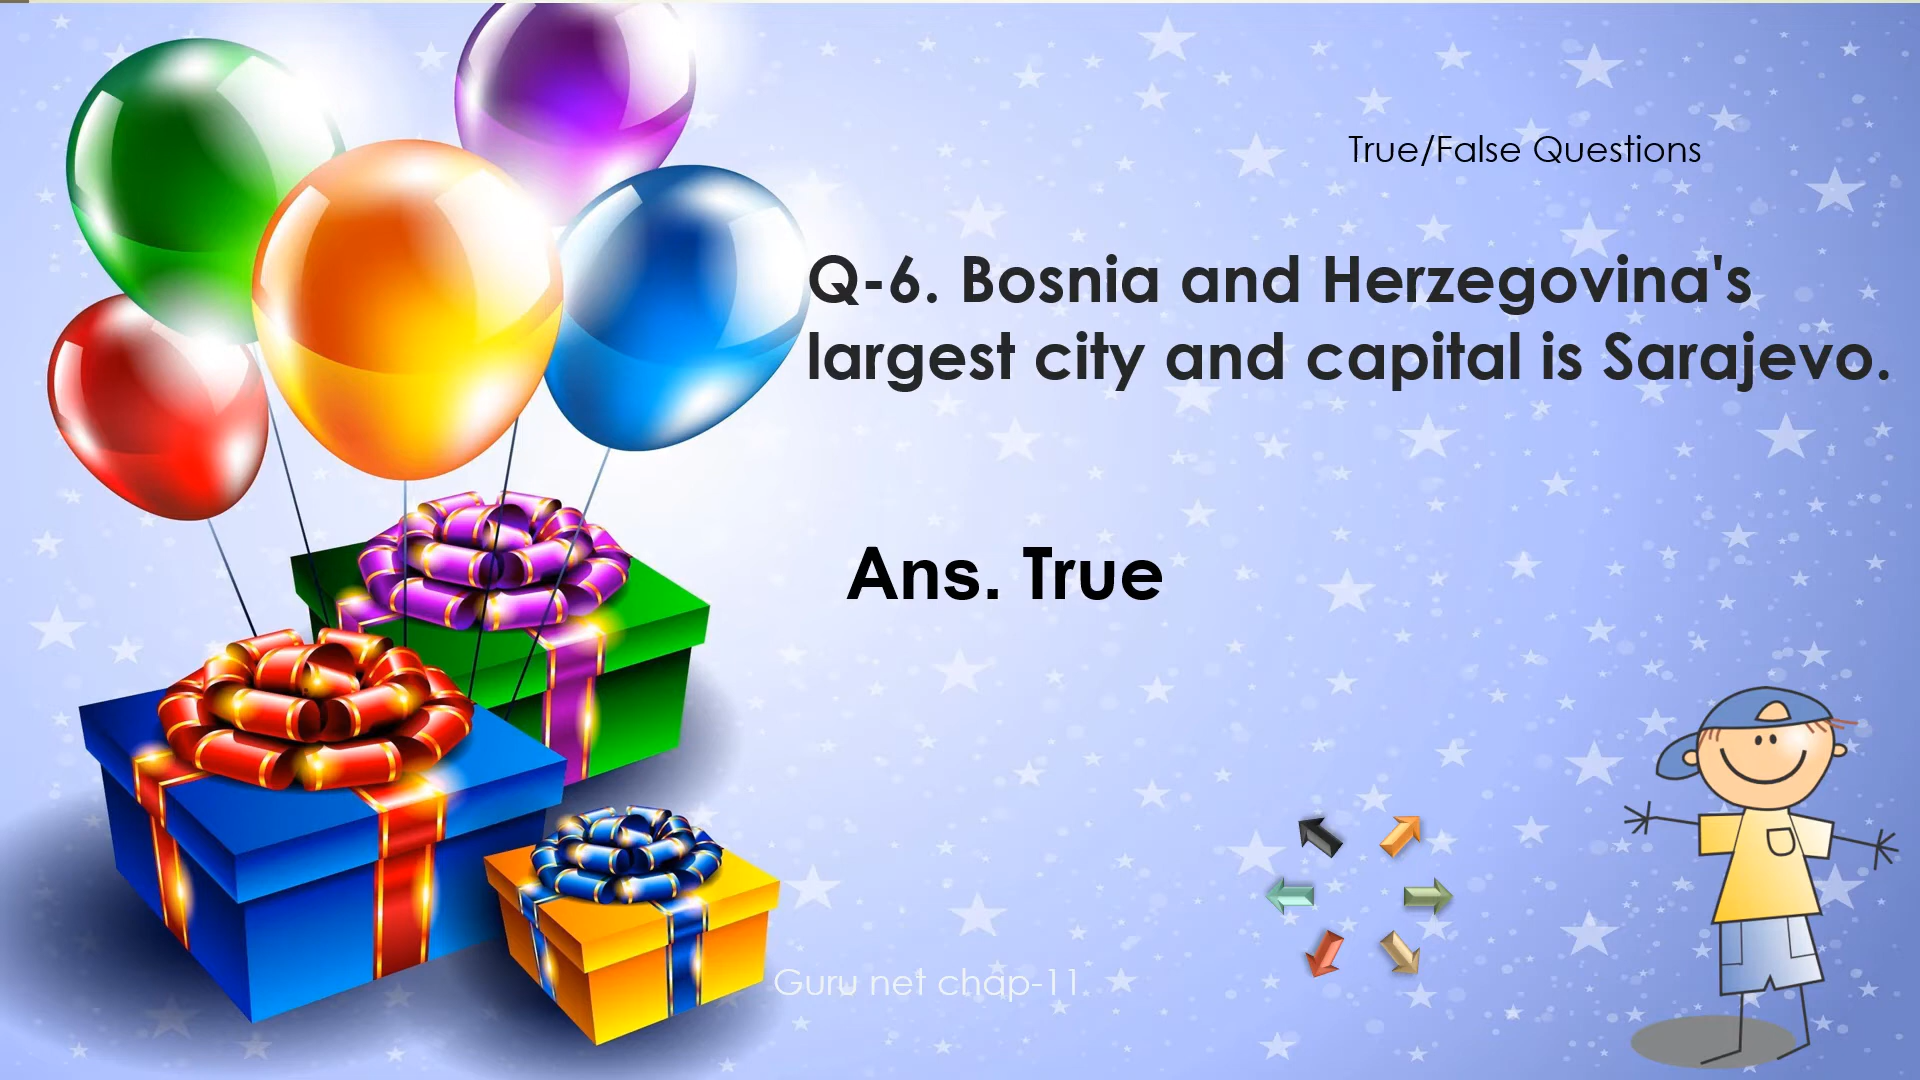 True/False Questions
Q-6. Bosnia and Herzegovina's
largest city and capital is Sarajevo.
Ans. True
Guru net chap-11